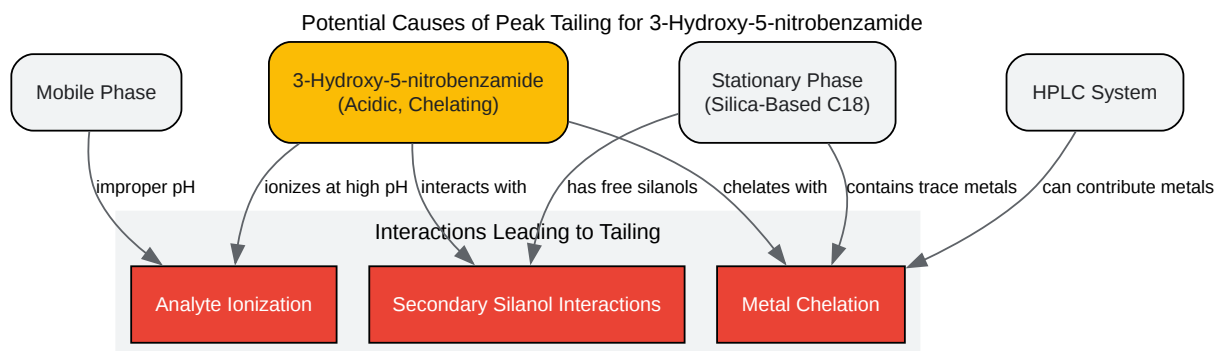 Potential Causes of Peak Tailing for 3-Hydroxy-5-nitrobenzamide
Mobile Phase
3-Hydroxy-5-nitrobenzamide
(Acidic, Chelating)
Stationary Phase
(Silica-Based C18)
HPLC System
improper pH
ionizes at high pH
interacts with
has free silanols
chelates with
contains trace metals
can contribute metals
Interactions Leading to Tailing
Analyte Ionization
Secondary Silanol Interactions
Metal Chelation